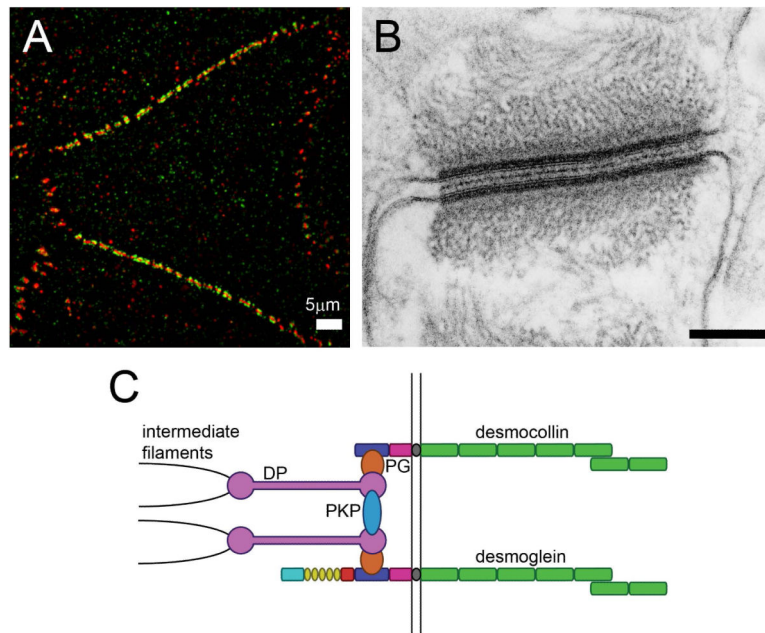 A
B
5μm
C
intermediate
filaments
desmocollin
DP
PG
PKP
desmoglein